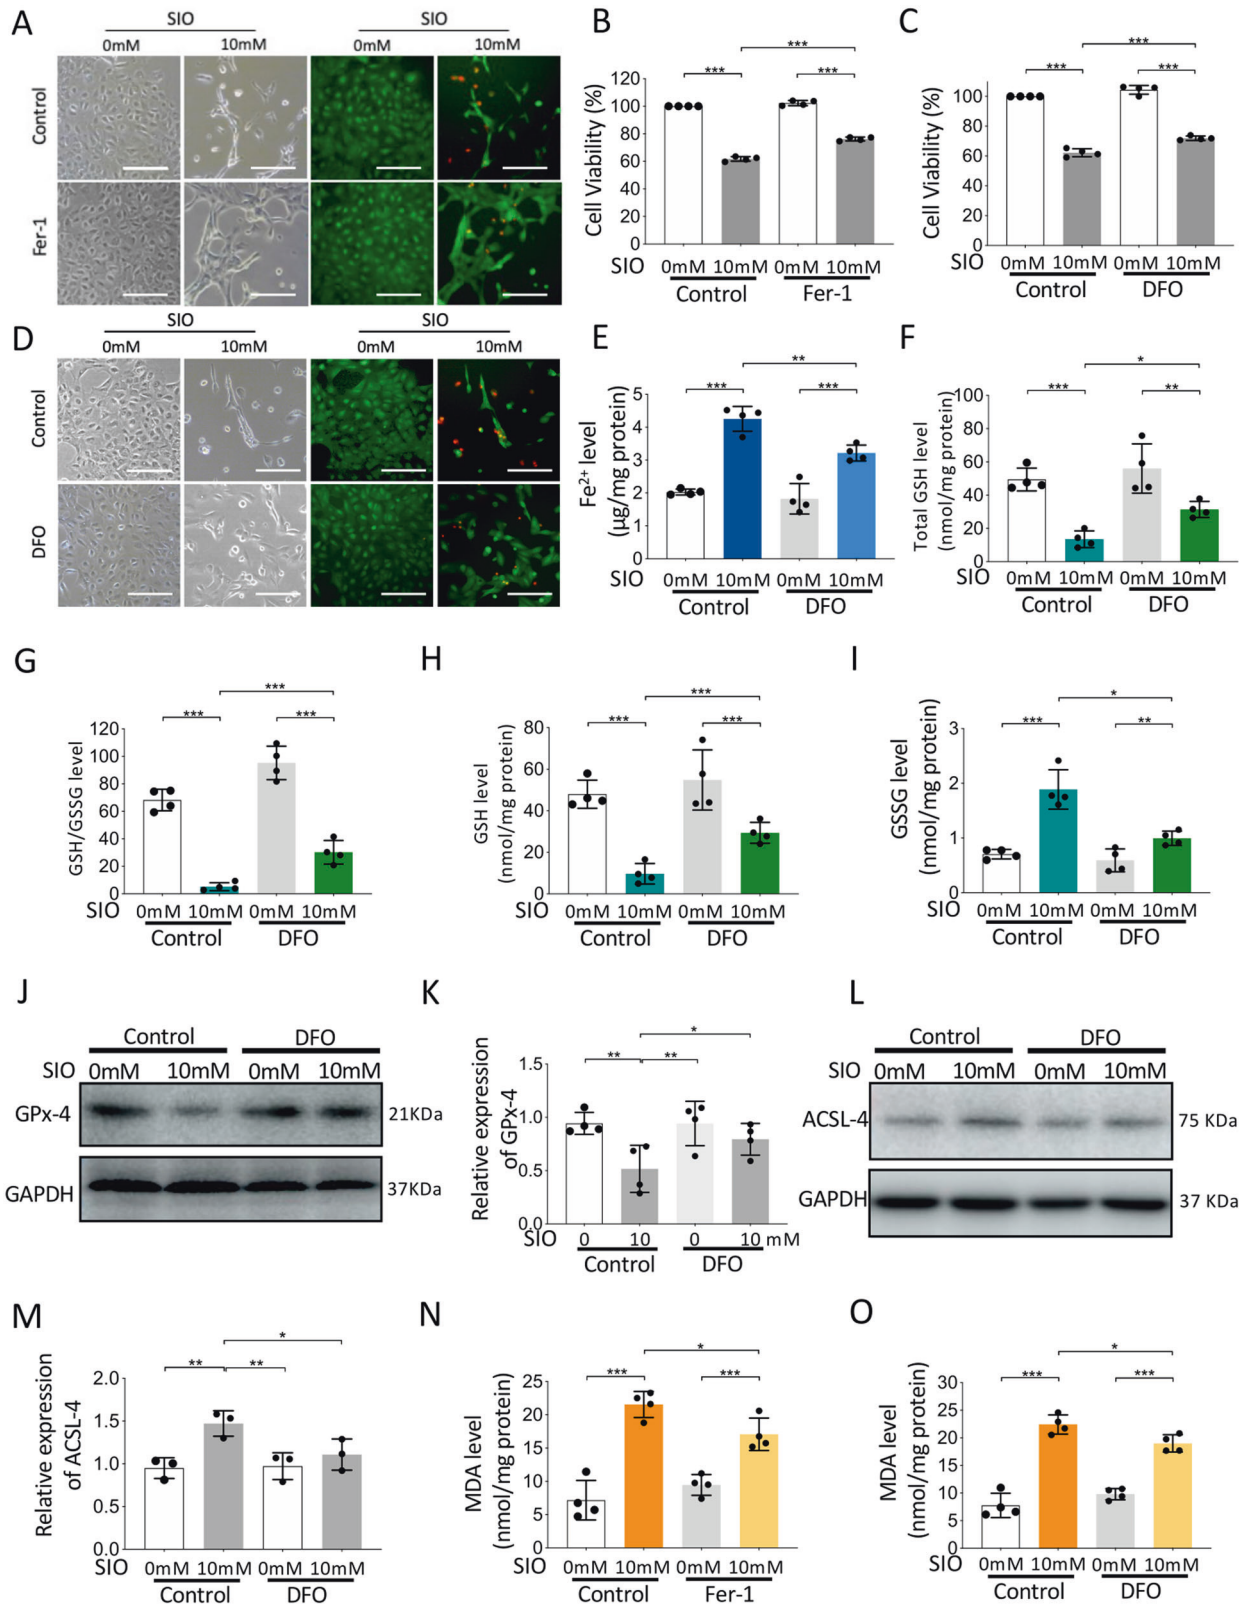 A
SIO SIO
0mM 10mM 0mM 10mM
Control
Fer-1
B
*** 
*** ***
Cell Viability (%)
120
100
80
60
40
20
0
SIO 0mM 10mM 0mM 10mM
Control Fer-1
C
***
*** ***
Cell Viability (%)
100
80
60
40
20
0
SIO 0mM 10mM 0mM 10mM
Control DFO
D
SIO SIO
0mM 10mM 0mM 10mM
Control
DFO
E
**
*** ***
Fe2+ level
(µg/mg protein)
5
4
3
2
1
0
SIO 0mM 10mM 0mM 10mM
Control DFO
F
*
*** **
Total GSH level
(nmol/mg protein)
100
80
60
40
20
0
SIO 0mM 10mM 0mM 10mM
Control DFO
G
***
*** ***
GSH/GSSG level
120
100
80
60
40
20
0
SIO 0mM 10mM 0mM 10mM
Control DFO
H
***
*** ***
GSH level
(nmol/mg protein)
80
60
40
20
0
SIO 0mM 10mM 0mM 10mM
Control DFO
I
*
*** **
GSSG level
(nmol/mg protein)
3
2
1
0
SIO 0mM 10mM 0mM 10mM
Control DFO
J
Control DFO
SIO 0mM 10mM 0mM 10mM
GPx-4 21KDa
GAPDH 37KDa
K
*
** **
Relative expression
of GPx-4
1.5
1.0
0.5
0.0
SIO 0 10 0 10 mM
Control DFO
L
Control DFO
SIO 0mM 10mM 0mM 10mM
ACSL-4 75 KDa
GAPDH 37 KDa
M
*
** **
Relative expression
of ACSL-4
2.0
1.5
1.0
0.5
0.0
SIO 0mM 10mM 0mM 10mM
Control DFO
N
*
*** ***
MDA level
(nmol/mg protein)
25
20
15
10
5
0
SIO 0mM 10mM 0mM 10mM
Control Fer-1
O
*
*** ***
MDA level
(nmol/mg protein)
30
25
20
15
10
5
0
SIO 0mM 10mM 0mM 10mM
Control DFO